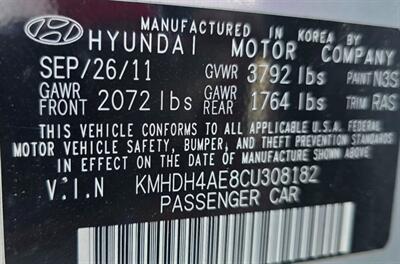 MANUFACTURED IN KOREA BY
HYUNDAI MOTOR COMPANY
SEP/26/11 GVWR 3792 lbs PAINT N3S
GAWR FRONT 2072 lbs GAWR REAR 1764 lbs TRIM RAS
THIS VEHICLE CONFORMS TO ALL APPLICABLE U.S.A. FEDERAL
MOTOR VEHICLE SAFETY, BUMPER, AND THEFT PREVENTION STANDARDS
IN EFFECT ON THE DATE OF MANUFACTURE SHOWN ABOVE.
V.I.N KMHDH4AE8CU308182
PASSENGER CAR